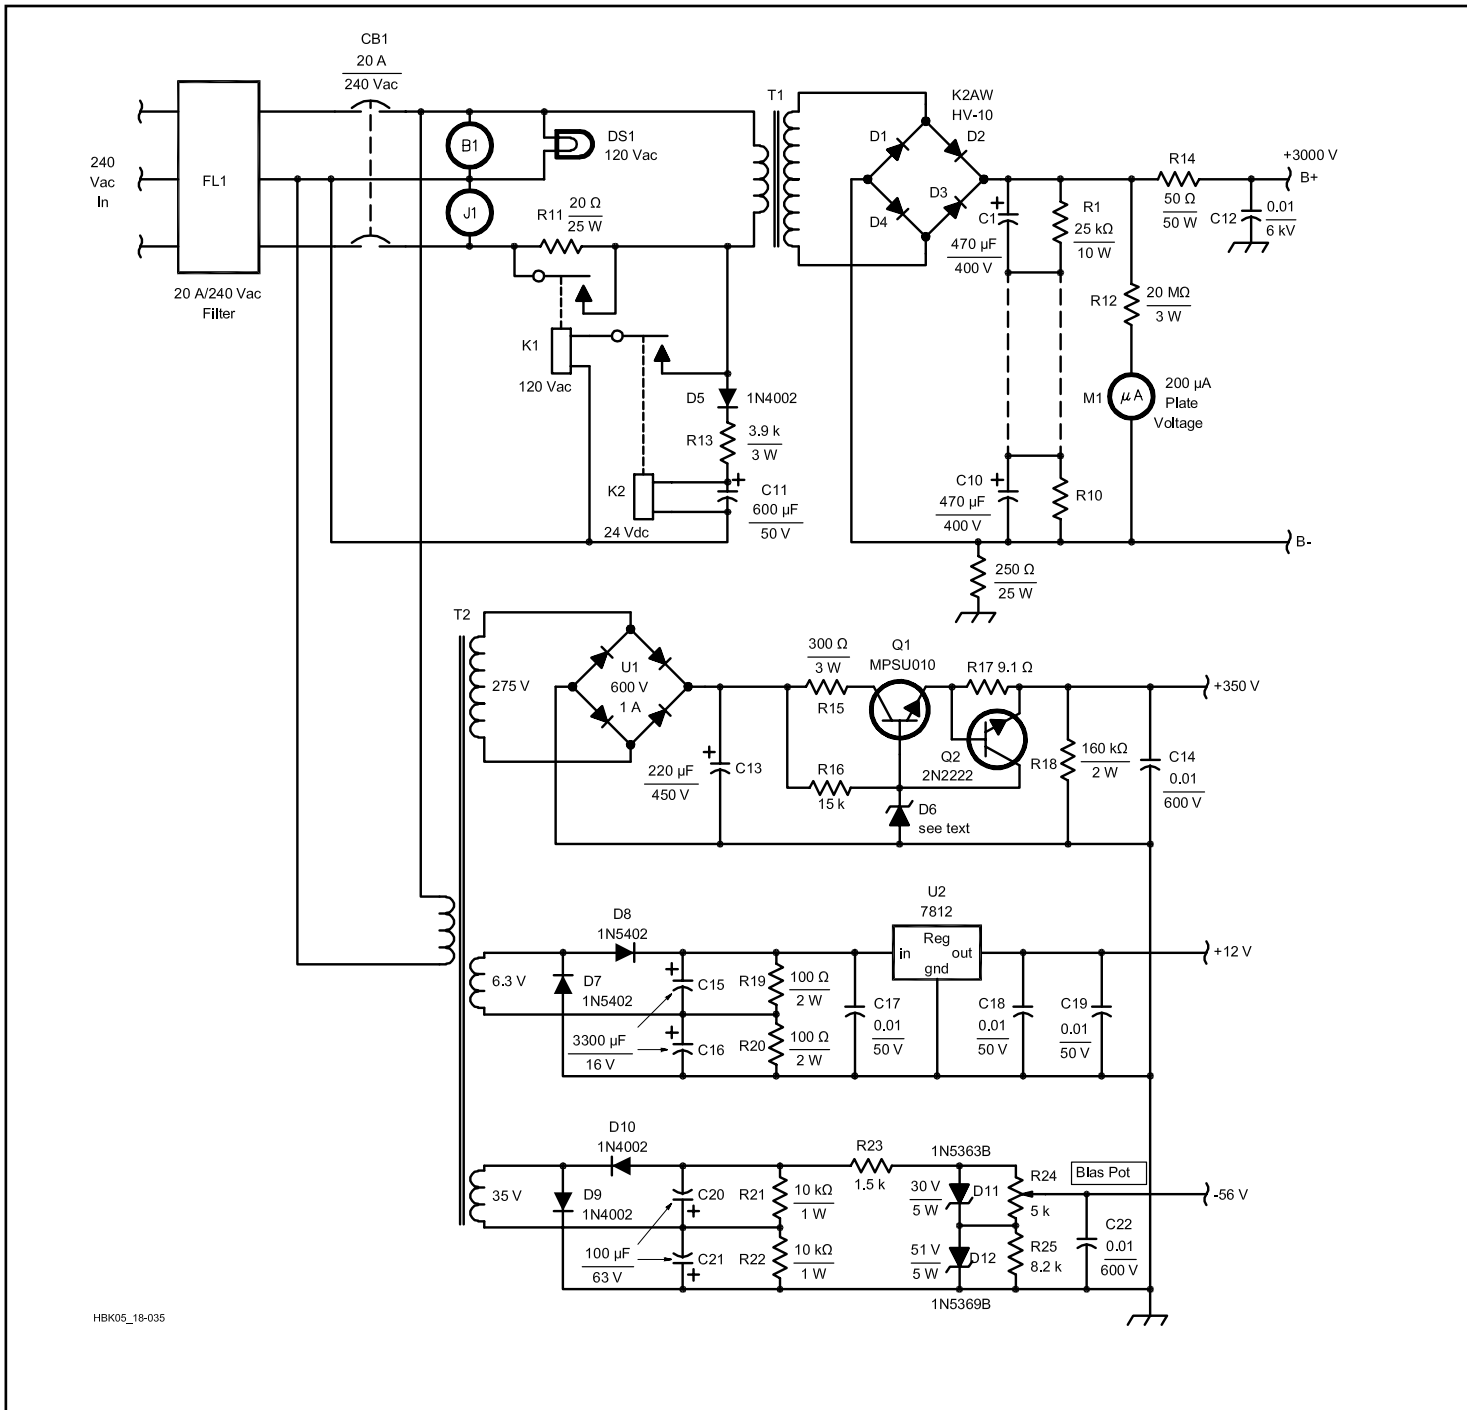 CB1
20 A
240 Vac
240
Vac
In
FL1
20 A/240 Vac
Filter
B1
J1
DS1
120 Vac
R11
20 Ω
25 W
K1
120 Vac
K2
24 Vdc
D5
1N4002
R13
3.9 k
3 W
C11
600 µF
50 V
T1
K2AW
HV-10
D1
D2
D3
D4
C1
470 µF
400 V
R1
25 kΩ
10 W
R14
50 Ω
50 W
C12
0.01
6 kV
+3000 V
B+
R12
20 MΩ
3 W
M1
µA
200 µA
Plate
Voltage
C10
470 µF
400 V
R10
B-
250 Ω
25 W
T2
275 V
U1
600 V
1 A
220 µF
450 V
C13
300 Ω
3 W
R15
Q1
MPSU010
R17 9.1 Ω
Q2
2N2222
R16
15 k
D6
see text
R18
160 kΩ
2 W
C14
0.01
600 V
+350 V
6.3 V
D8
1N5402
D7
1N5402
C15
C16
3300 µF
16 V
R19
100 Ω
2 W
R20
100 Ω
2 W
C17
0.01
50 V
U2
7812
Reg
in
out
gnd
C18
0.01
50 V
C19
0.01
50 V
+12 V
35 V
D10
1N4002
D9
1N4002
C20
C21
100 µF
63 V
R21
10 kΩ
1 W
R22
10 kΩ
1 W
R23
1.5 k
1N5363B
30 V
5 W
D11
51 V
5 W
D12
1N5369B
R24
5 k
R25
8.2 k
Bias Pot
C22
0.01
600 V
-56 V
HBK05_18-035